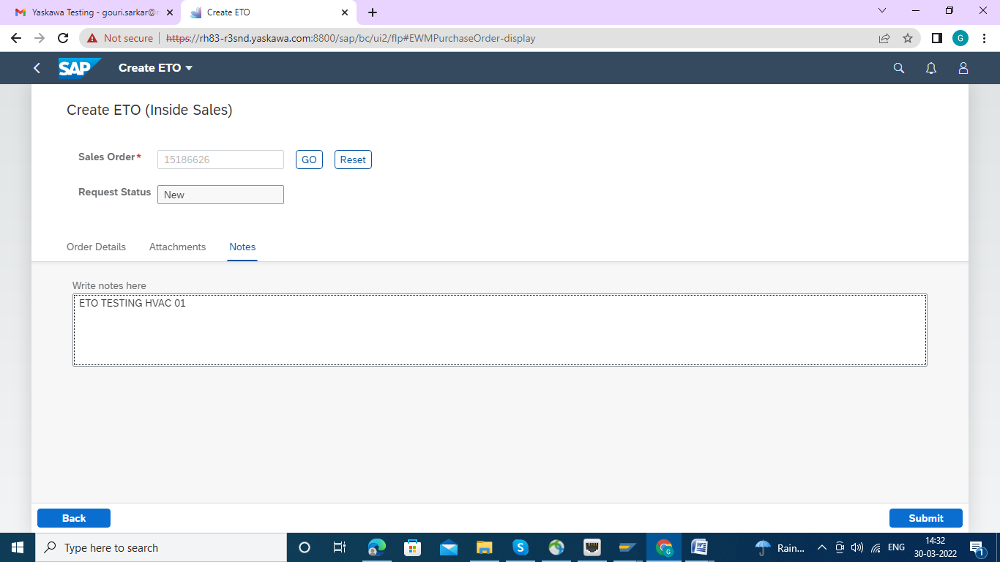 Yaskawa Testing - gouri.sarkar@
Create ETO
Not secure
https://rh83-r3snd.yaskawa.com:8800/sap/bc/ui2/flp#EWMPurchaseOrder-display
G
SAP
Create ETO
Create ETO (Inside Sales)
Sales Order*
15186626
GO
Reset
Request Status
New
Order Details
Attachments
Notes
Write notes here
ETO TESTING HVAC 01
Back
Submit
Type here to search
Rain...
ENG
14:32
30-03-2022
1